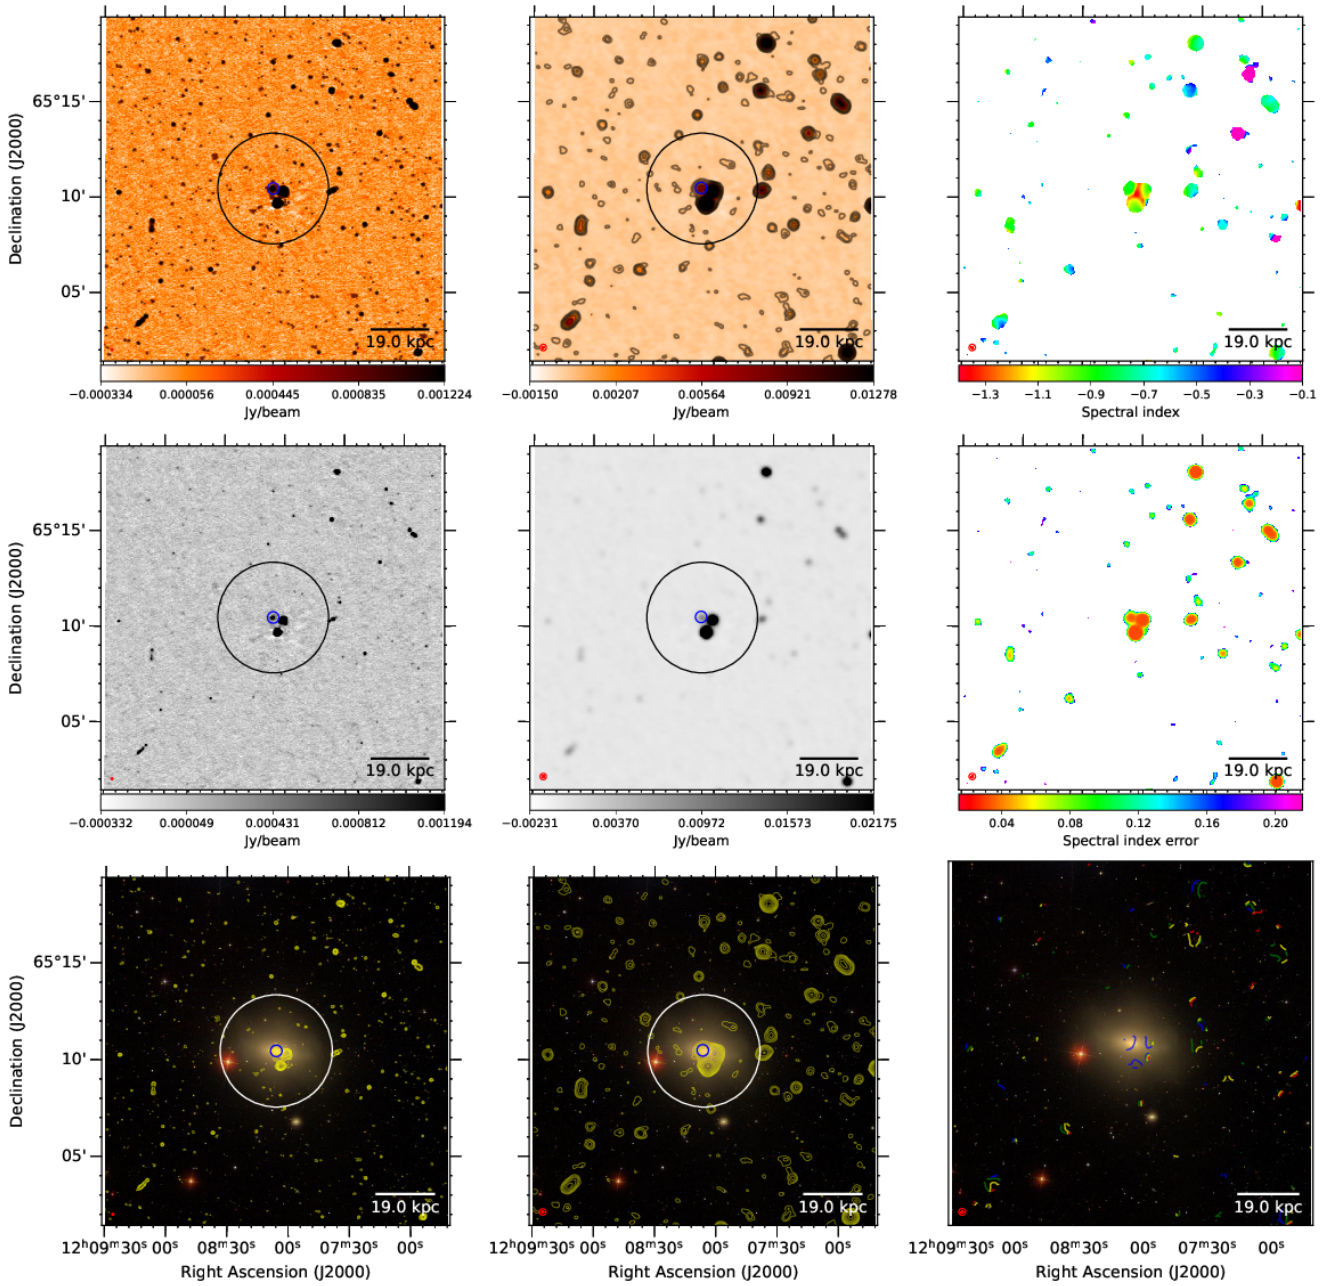 Declination (J2000)
65°15'
10'
05'
19.0 kpc
19.0 kpc
19.0 kpc
−0.000334 0.000056 0.000445 0.000835 0.001224
Jy/beam
−0.00150 0.00207 0.00564 0.00921 0.01278
Jy/beam
−1.3 −1.1 −0.9 −0.7 −0.5 −0.3 −0.1
Spectral index
Declination (J2000)
65°15'
10'
05'
19.0 kpc
19.0 kpc
19.0 kpc
−0.000332 0.000049 0.000431 0.000812 0.001194
Jy/beam
−0.00231 0.00370 0.00972 0.01573 0.02175
Jy/beam
0.04 0.08 0.12 0.16 0.20
Spectral index error
Declination (J2000)
65°15'
10'
05'
19.0 kpc
19.0 kpc
19.0 kpc
12h09m30s 00s 08m30s 00s 07m30s 00s
12h09m30s 00s 08m30s 00s 07m30s 00s
12h09m30s 00s 08m30s 00s 07m30s 00s
Right Ascension (J2000)
Right Ascension (J2000)
Right Ascension (J2000)